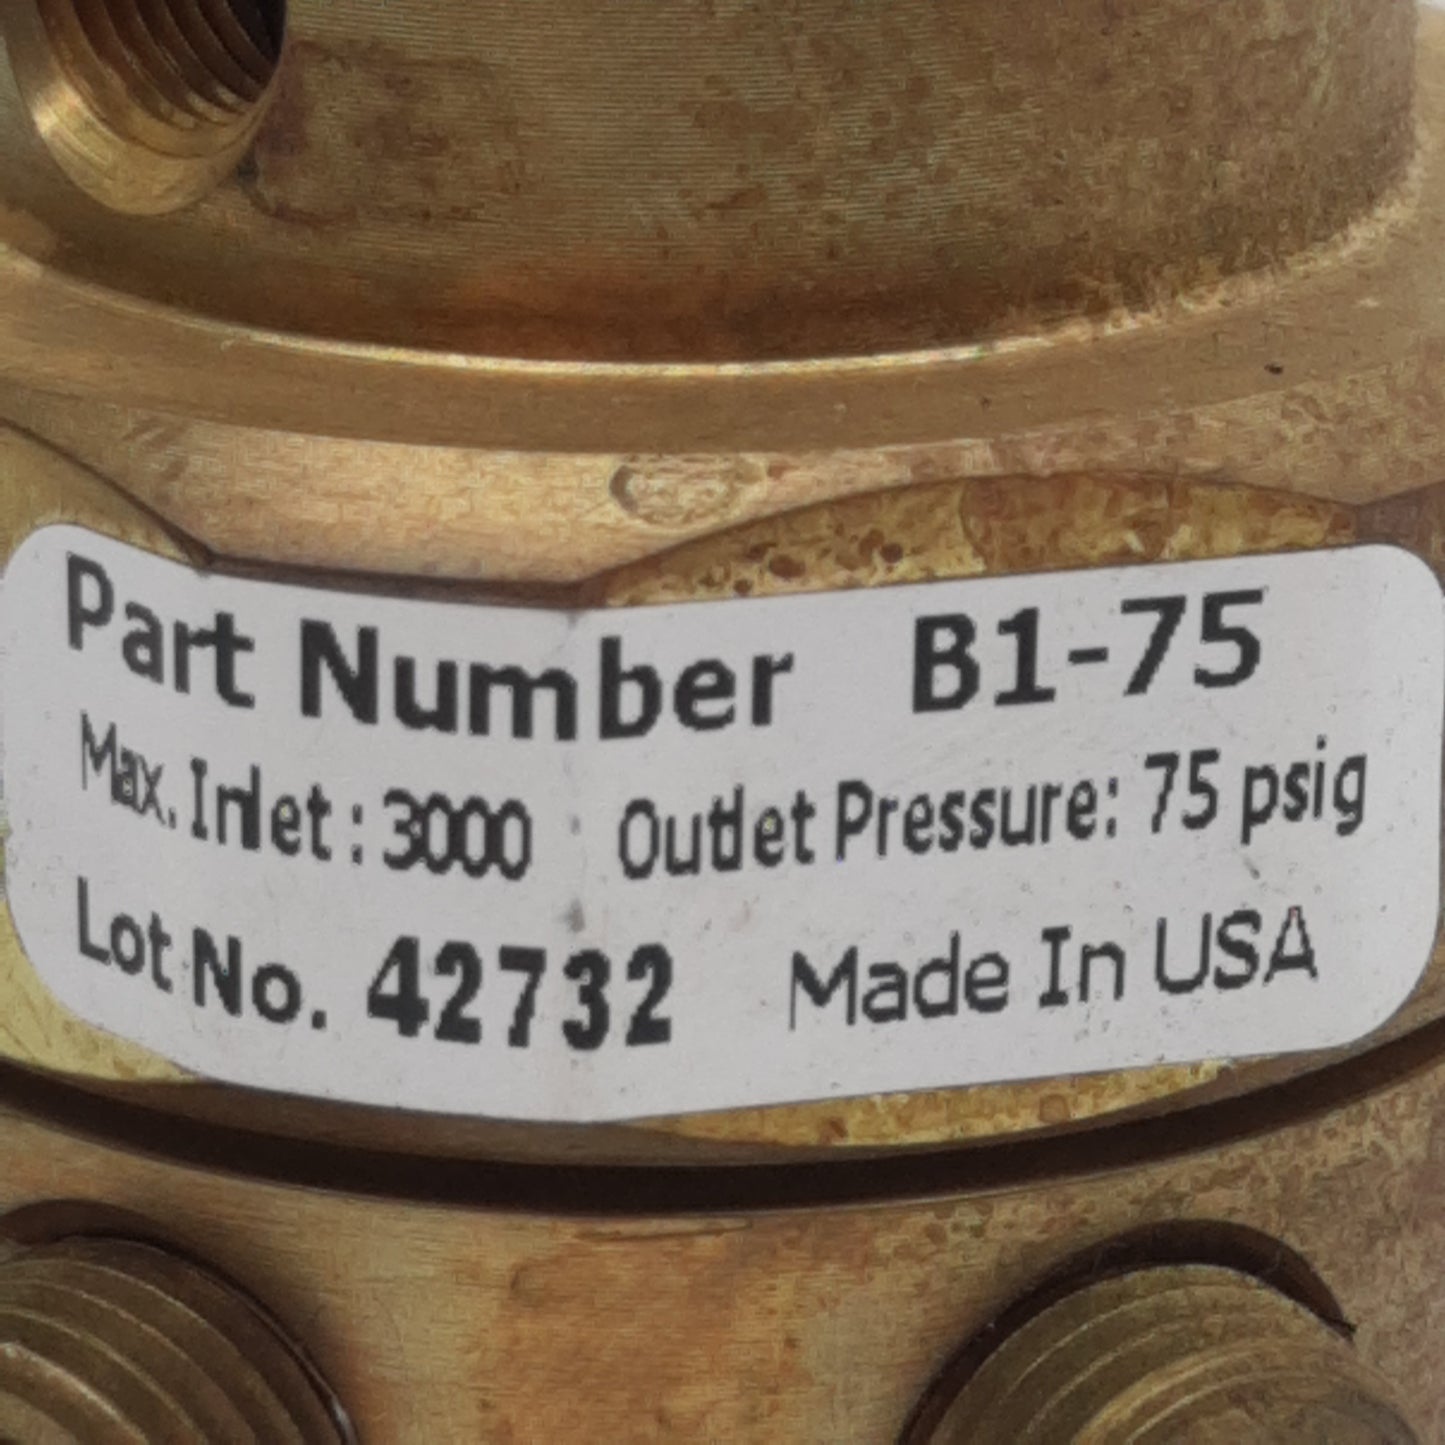 Part Number B1-75
Max. Inlet : 3000 Outlet Pressure: 75 psig
Lot No. 42732 Made In USA